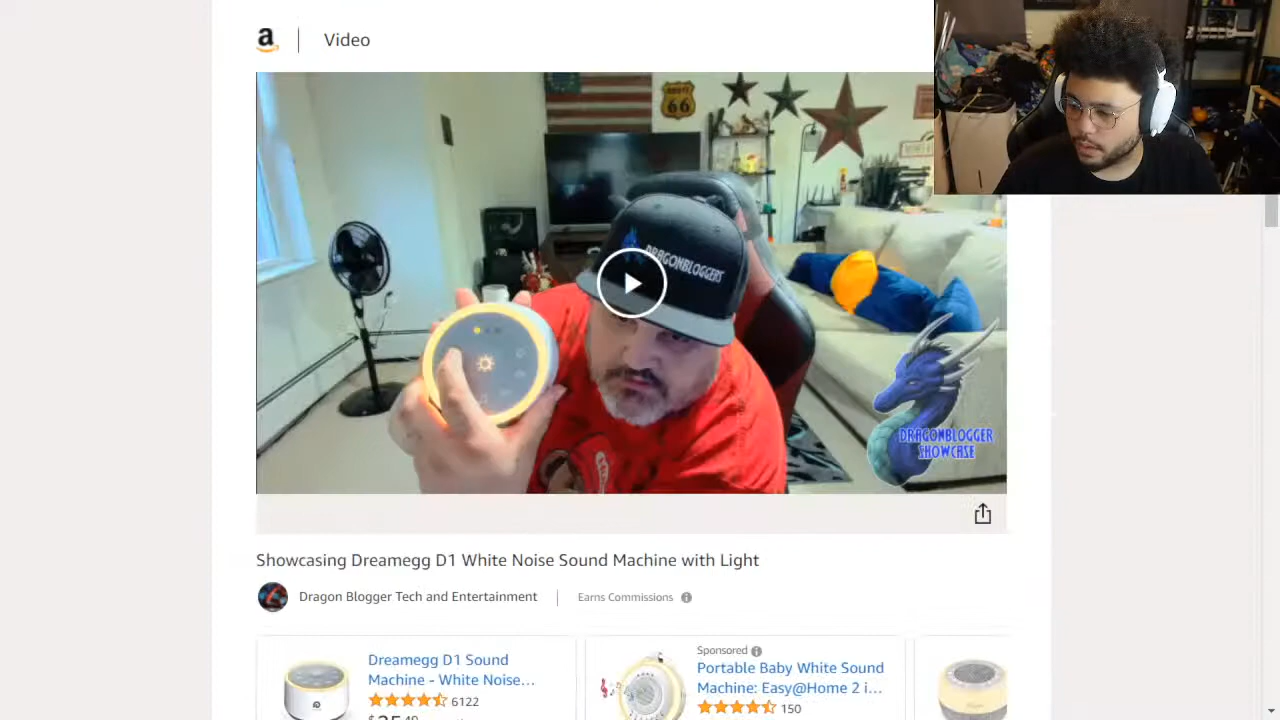 a
Video
ROUTE
66
DRAGONBLOGGERS
DRAGONBLOGGER
SHOWCASE
Showcasing Dreamegg D1 White Noise Sound Machine with Light
Dragon Blogger Tech and Entertainment
Earns Commissions
Dreamegg D1 Sound
Machine - White Noise…
6122
Sponsored
Portable Baby White Sound
Machine: Easy@Home 2 i…
150